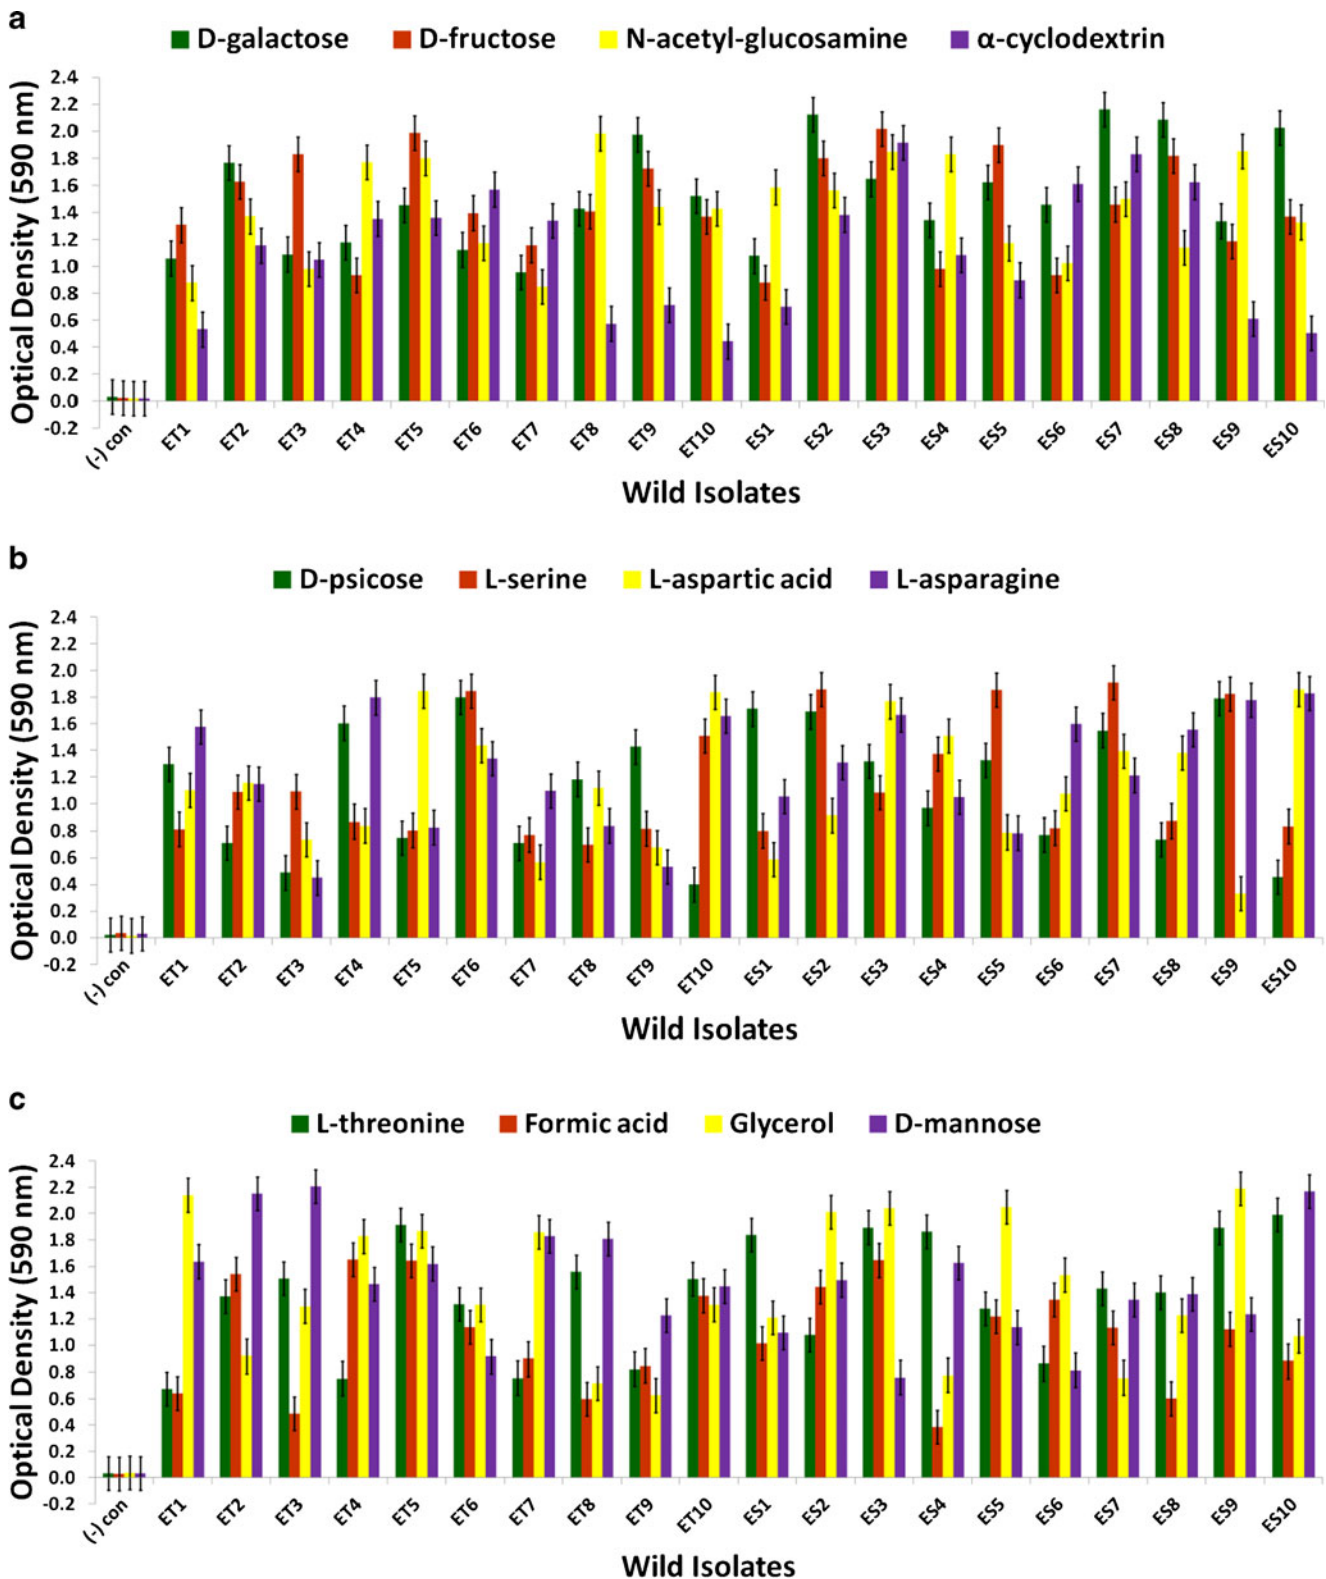 a
D-galactose D-fructose N-acetyl-glucosamine α-cyclodextrin
Optical Density (590 nm)
2.4
2.2
2.0
1.8
1.6
1.4
1.2
1.0
0.8
0.6
0.4
0.2
0.0
-0.2
(-) con ET1 ET2 ET3 ET4 ET5 ET6 ET7 ET8 ET9 ET10 ES1 ES2 ES3 ES4 ES5 ES6 ES7 ES8 ES9 ES10
Wild Isolates
b
D-psicose L-serine L-aspartic acid L-asparagine
Optical Density (590 nm)
2.4
2.2
2.0
1.8
1.6
1.4
1.2
1.0
0.8
0.6
0.4
0.2
0.0
-0.2
(-) con ET1 ET2 ET3 ET4 ET5 ET6 ET7 ET8 ET9 ET10 ES1 ES2 ES3 ES4 ES5 ES6 ES7 ES8 ES9 ES10
Wild Isolates
c
L-threonine Formic acid Glycerol D-mannose
Optical Density (590 nm)
2.4
2.2
2.0
1.8
1.6
1.4
1.2
1.0
0.8
0.6
0.4
0.2
0.0
-0.2
(-) con ET1 ET2 ET3 ET4 ET5 ET6 ET7 ET8 ET9 ET10 ES1 ES2 ES3 ES4 ES5 ES6 ES7 ES8 ES9 ES10
Wild Isolates